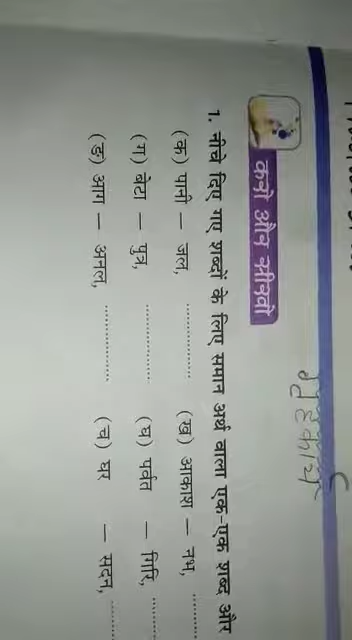 गृहकार्य
करो और सीखो
1. नीचे दिए गए शब्दों के लिए समान अर्थ वाला एक-एक शब्द और
(क) पानी — जल, ............... (ख) आकाश — नभ, .........
(ग) बेटा — पुत्र, ............... (घ) पर्वत — गिरि, .........
(ङ) आग — अनल, ............... (च) घर — सदन, .........